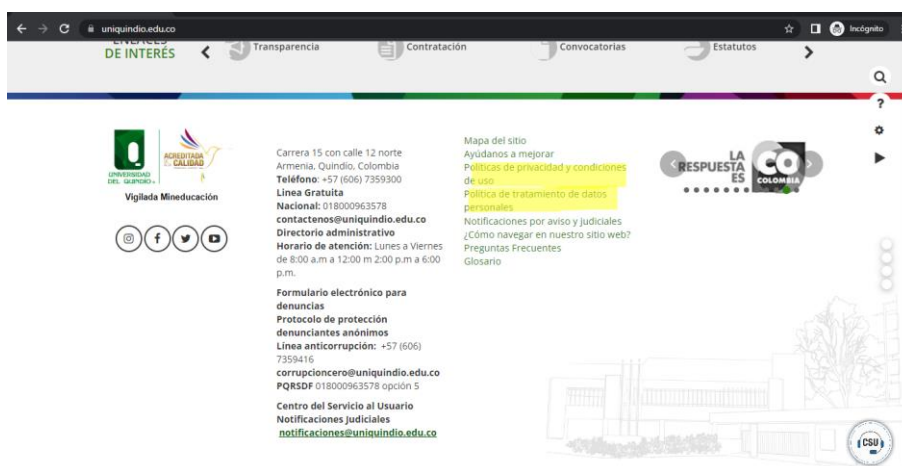 uniquindio.edu.co
Incógnito
ENLACES
DE INTERÉS
Transparencia
Contratación
Convocatorias
Estatutos
?
UNIVERSIDAD
DEL QUINDÍO
ACREDITADA
DE CALIDAD
Vigilada Mineducación
Carrera 15 con calle 12 norte
Armenia, Quindío, Colombia
Teléfono: +57 (606) 7359300
Línea Gratuita
Nacional: 018000963578
contactenos@uniquindio.edu.co
Directorio administrativo
Horario de atención: Lunes a Viernes
de 8:00 a.m a 12:00 m 2:00 p.m a 6:00
p.m.
Formulario electrónico para
denuncias
Protocolo de protección
denunciantes anónimos
Línea anticorrupción: +57 (606)
7359416
corrupcioncero@uniquindio.edu.co
PQRSDF 018000963578 opción 5
Centro del Servicio al Usuario
Notificaciones Judiciales
notificaciones@uniquindio.edu.co
Mapa del sitio
Ayúdanos a mejorar
Políticas de privacidad y condiciones
de uso
Política de tratamiento de datos
personales
Notificaciones por aviso y judiciales
¿Cómo navegar en nuestro sitio web?
Preguntas Frecuentes
Glosario
LA
RESPUESTA
ES
CO
COLOMBIA
CSU